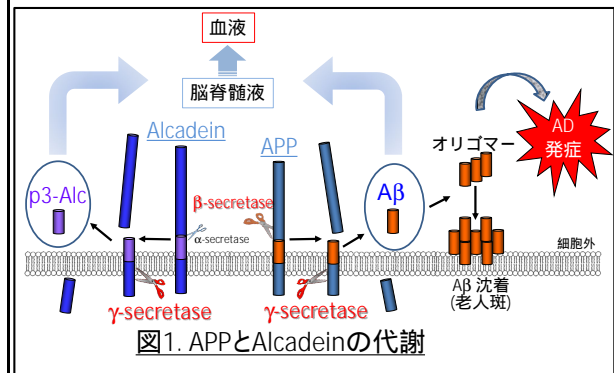 血液
脳脊髄液
Alcadein
APP
オリゴマー
AD
発症
p3-Alc
β-secretase
α-secretase
Aβ
細胞外
γ-secretase
γ-secretase
Aβ 沈着
(老人斑)
図1. APPとAlcadeinの代謝